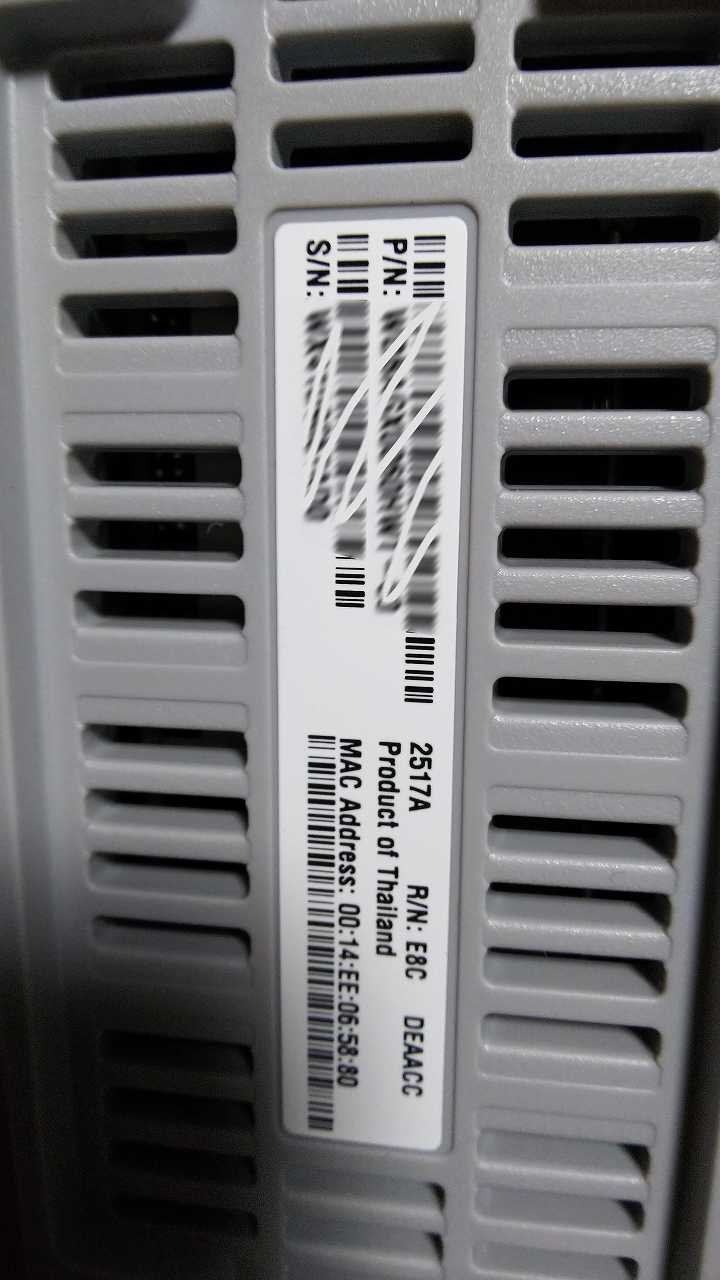 P/N:
S/N:
2517A R/N: E8C DEAACC
Product of Thailand
MAC Address: 00:14:EE:06:58:80